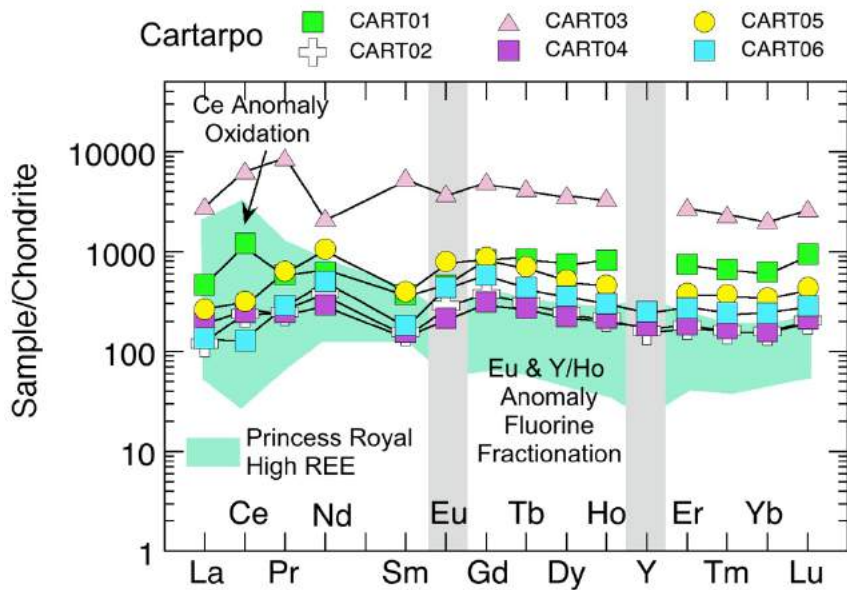 Cartarpo
CART01 CART03 CART05
CART02 CART04 CART06
Ce Anomaly
Oxidation
10000
1000
100
10
1
Sample/Chondrite
Eu & Y/Ho
Anomaly
Fluorine
Fractionation
Princess Royal
High REE
Ce Nd Eu Tb Ho Er Yb
La Pr Sm Gd Dy Y Tm Lu